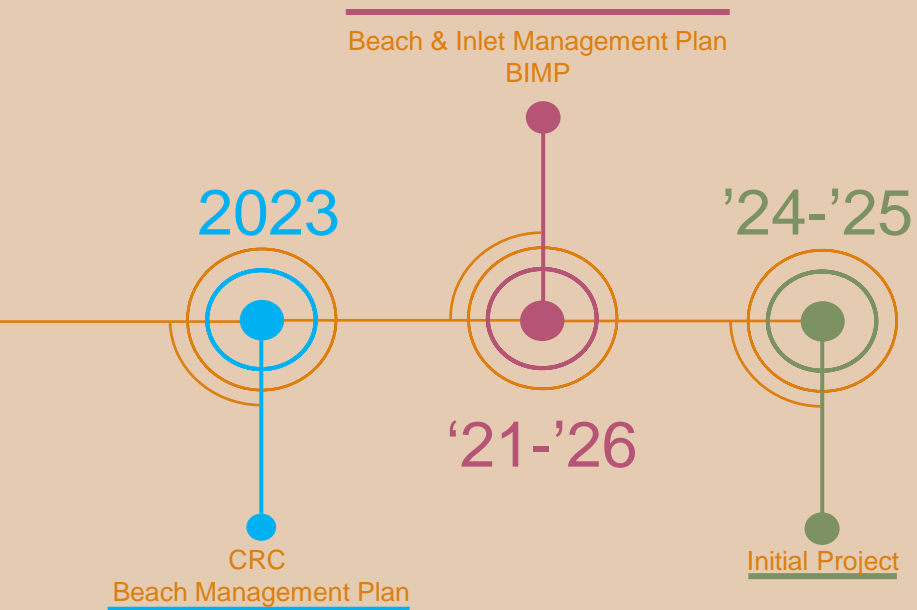 Beach & Inlet Management Plan
BIMP
2023
’24-’25
‘21-’26
CRC
Beach Management Plan
Initial Project